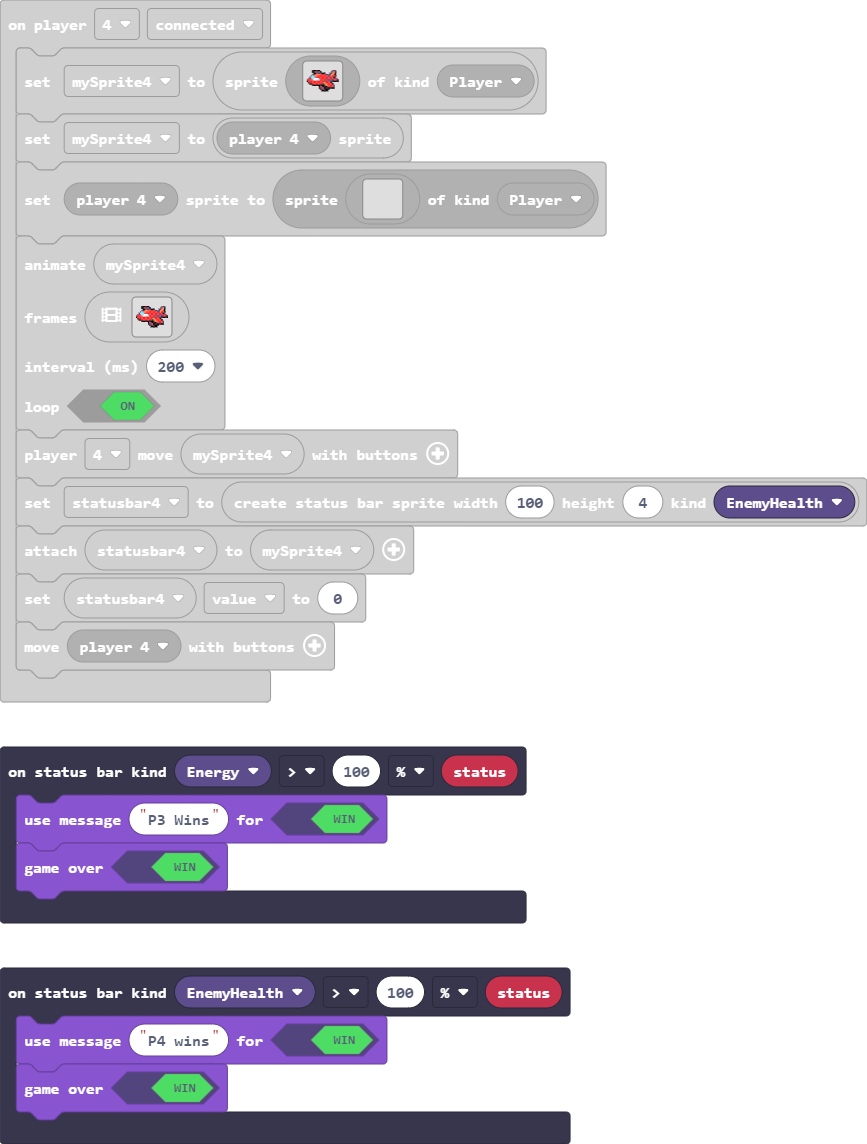 on player 4 connected
set mySprite4 to sprite of kind Player
set mySprite4 to player 4 sprite
set player 4 sprite to sprite of kind Player
animate mySprite4
frames
interval (ms) 200
loop ON
player 4 move mySprite4 with buttons
set statusbar4 to create status bar sprite width 100 height 4 kind EnemyHealth
attach statusbar4 to mySprite4
set statusbar4 value to 0
move player 4 with buttons
on status bar kind Energy > 100 % status
use message "P3 Wins" for WIN
game over WIN
on status bar kind EnemyHealth > 100 % status
use message "P4 wins" for WIN
game over WIN